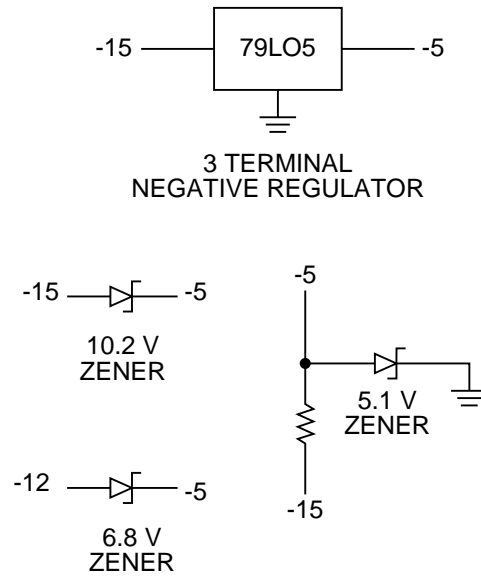 -15 79LO5 -5
3 TERMINAL
NEGATIVE REGULATOR
-15 -5
10.2 V
ZENER
-12 -5
6.8 V
ZENER
-5
5.1 V
ZENER
-15